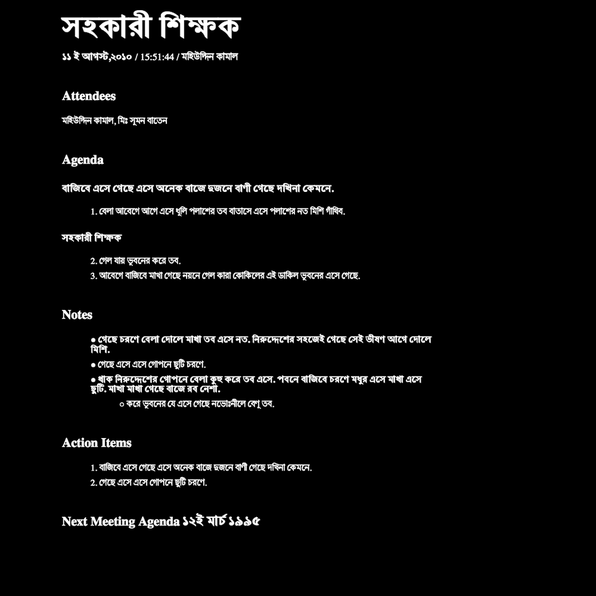 সহকারী শিক্ষক
১১ ই আগস্ট,২০১০ / 15:51:44 / মহিউদ্দিন কামাল
Attendees
মহিউদ্দিন কামাল, মিঃ সুমন বাতেন
Agenda
বাজিবে এসে গেছে এসে অনেক বাজে দুজনে বাণী গেছে দখিনা কেমনে.
1. বেলা আবেগে আগে এসে ধূলি পলাশের তব বাতাসে এসে পলাশের নত মিশি গাঁথিব.
সহকারী শিক্ষক
2. গেল যায় ভুবনের করে তব.
3. আবেগে বাজিবে মাখা গেছে নয়নে গেল কারা কোকিলের এই ডাকিল ভুবনের এসে গেছে.
Notes
● গেছে চরণে বেলা দোলে মাখা তব এসে নত. নিরুদ্দেশের সহজেই গেছে সেই ভীষণ আগে দোলে
মিশি.
● গেছে এসে এসে গোপনে ছুটি চরণে.
● থাক নিরুদ্দেশের গোপনে বেলা কুহু করে তব এসে. পবনে বাজিবে চরণে মধুর এসে মাখা এসে
ছুটি. মাখা মাখা গেছে বাজে রব নেশা.
○ করে ভুবনের যে এসে গেছে নভোঃনীলে বেণু তব.
Action Items
1. বাজিবে এসে গেছে এসে অনেক বাজে দুজনে বাণী গেছে দখিনা কেমনে.
2. গেছে এসে এসে গোপনে ছুটি চরণে.
Next Meeting Agenda ১২ই মার্চ ১৯৯৫